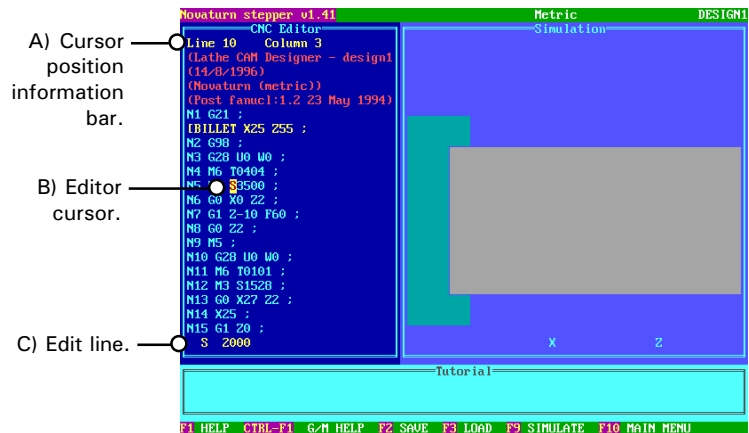 Novaturn stepper v1.41 Metric DESIGN1
CNC Editor
Simulation
A) Cursor position information bar.
Line 10 Column 3
(Lathe CAM Designer - design1
(14/8/1996)
(Novaturn (metric))
(Post fanucl:1.2 23 May 1994)
N1 G21 ;
[BILLET X25 Z55 ;
N2 G98 ;
N3 G28 U0 W0 ;
N4 M6 T0404 ;
B) Editor cursor.
N5 S3500 ;
N6 G0 X0 Z2 ;
N7 G1 Z-10 F60 ;
N8 G0 Z2 ;
N9 M5 ;
N10 G28 U0 W0 ;
N11 M6 T0101 ;
N12 M3 S1528 ;
N13 G0 X27 Z2 ;
N14 X25 ;
N15 G1 Z0 ;
C) Edit line.
S 2000
X Z
Tutorial
F1 HELP CTRL-F1 G/M HELP F2 SAVE F3 LOAD F9 SIMULATE F10 MAIN MENU